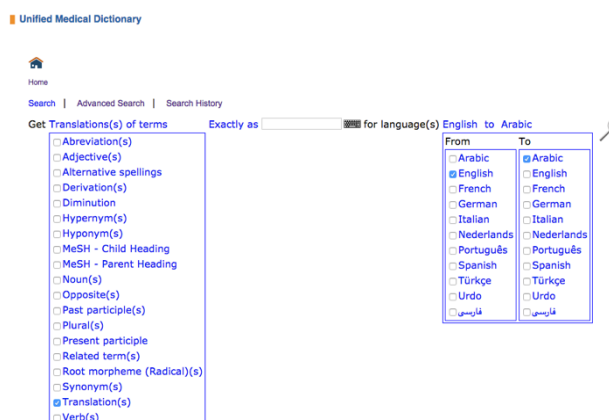 Unified Medical Dictionary
Home
Search | Advanced Search | Search History
Get Translations(s) of terms Exactly as for language(s) English to Arabic
Abreviation(s)
Adjective(s)
Alternative spellings
Derivation(s)
Diminution
Hypernym(s)
Hyponym(s)
MeSH - Child Heading
MeSH - Parent Heading
Noun(s)
Opposite(s)
Past participle(s)
Plural(s)
Present participle
Related term(s)
Root morpheme (Radical)(s)
Synonym(s)
Translation(s)
Verb(s)
From
Arabic
English
French
German
Italian
Nederlands
Português
Spanish
Türkçe
Urdo
فارسی
To
Arabic
English
French
German
Italian
Nederlands
Português
Spanish
Türkçe
Urdo
فارسی